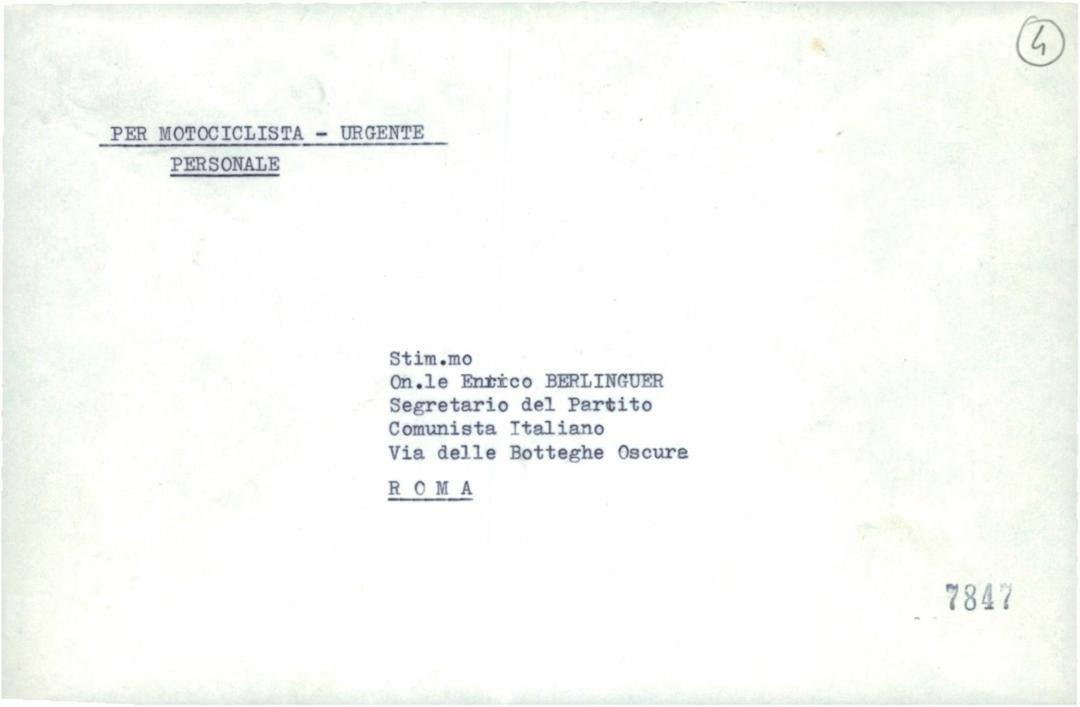 4
PER MOTOCICLISTA - URGENTE
PERSONALE
Stim.mo
On.le Enrico BERLINGUER
Segretario del Partito
Comunista Italiano
Via delle Botteghe Oscure
R O M A
7847